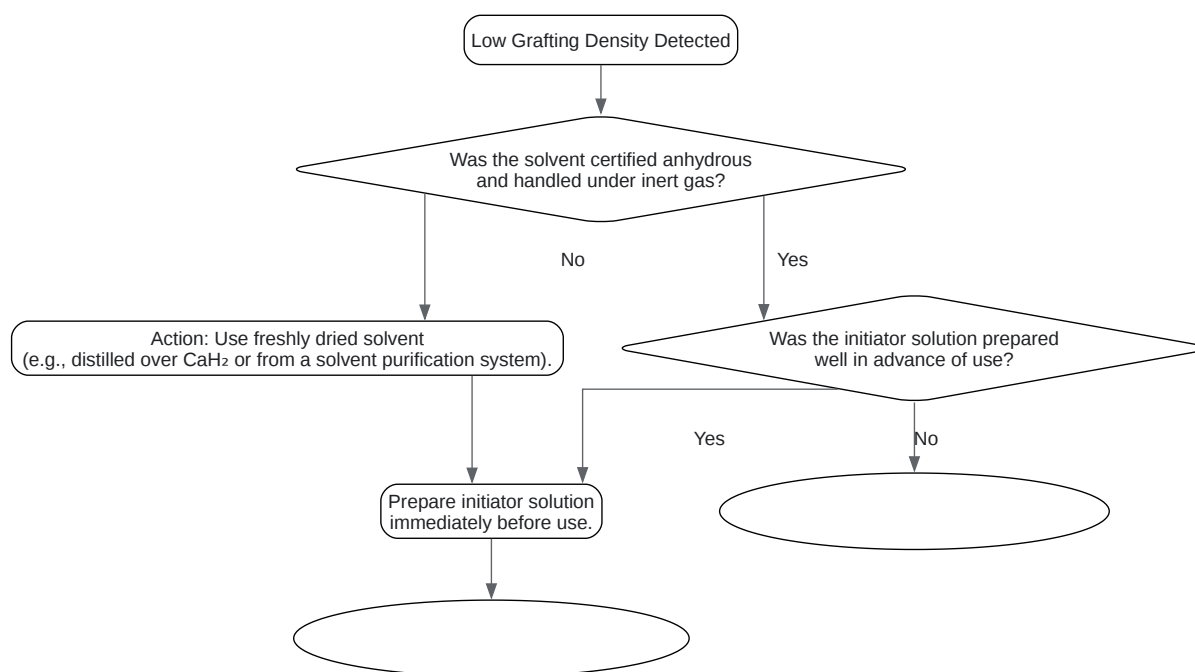 Low Grafting Density Detected
Was the solvent certified anhydrous
and handled under inert gas?
No
Yes
Action: Use freshly dried solvent
(e.g., distilled over CaH₂ or from a solvent purification system).
Was the initiator solution prepared
well in advance of use?
Yes
No
Prepare initiator solution
immediately before use.